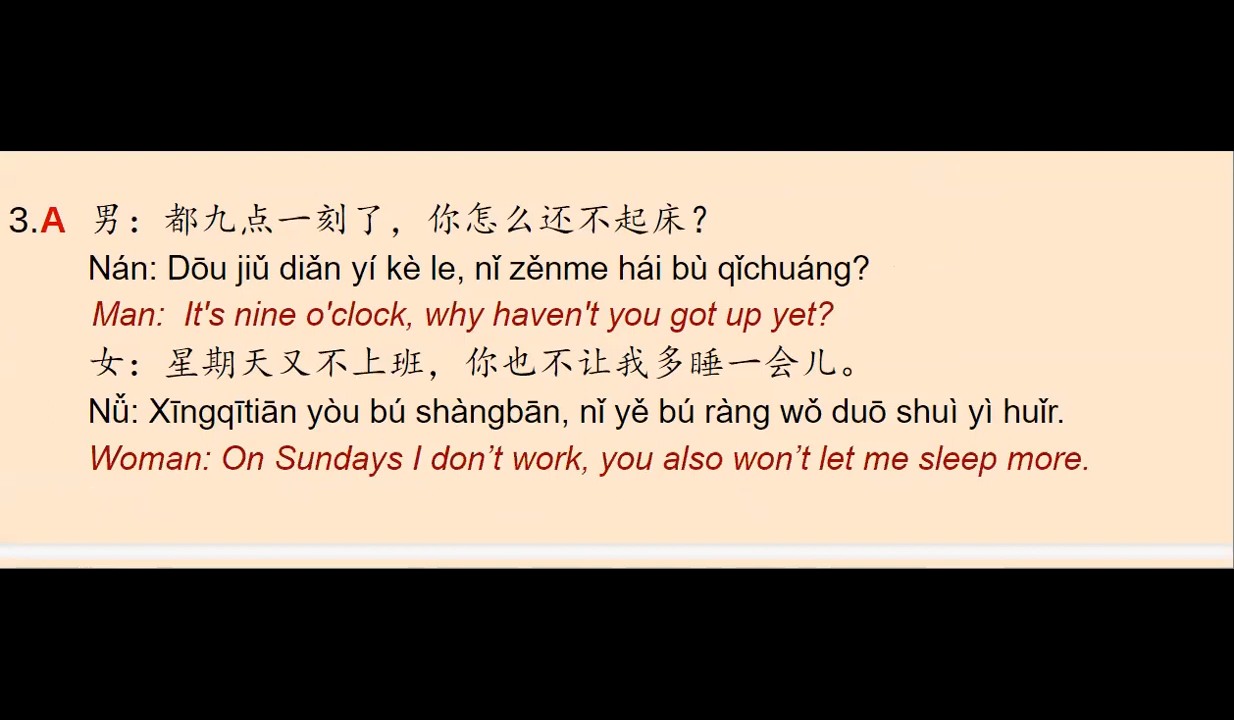 3.A 男：都九点一刻了，你怎么还不起床？
Nán: Dōu jiǔ diǎn yí kè le, nǐ zěnme hái bù qǐchuáng?
Man: It's nine o'clock, why haven't you got up yet?
女：星期天又不上班，你也不让我多睡一会儿。
Nǚ: Xīngqītiān yòu bú shàngbān, nǐ yě bú ràng wǒ duō shuì yì huǐr.
Woman: On Sundays I don’t work, you also won’t let me sleep more.